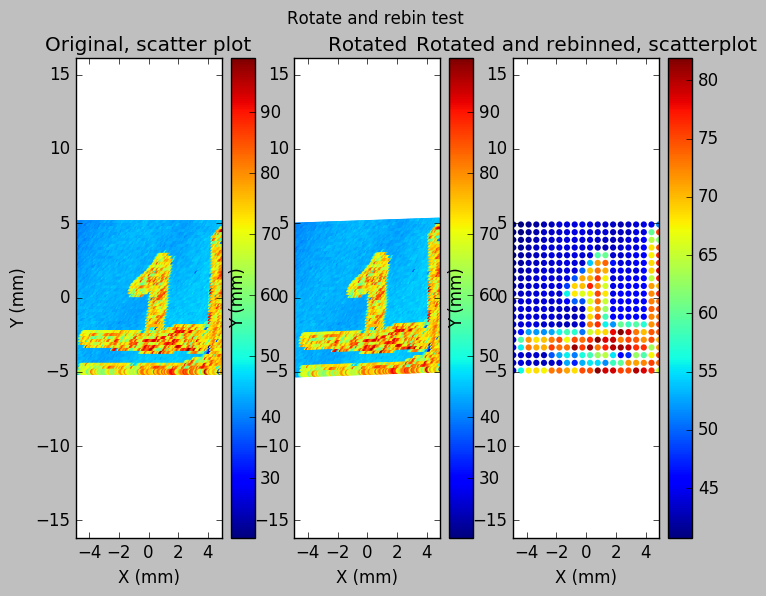 Rotate and rebin test
Original, scatter plot Rotated Rotated and rebinned, scatterplot
15 15 15
10 10 10
5 5 5
0 0 0
−5 −5 −5
−10 −10 −10
−15 −15 −15
90 90 80
80 80 75
70 70 70
60 60 65
50 50 60
40 40 55
30 30 50
45
−4 −2 0 2 4 −4 −2 0 2 4 −4 −2 0 2 4
X (mm) X (mm) X (mm)
Y (mm) Y (mm) Y (mm)
1